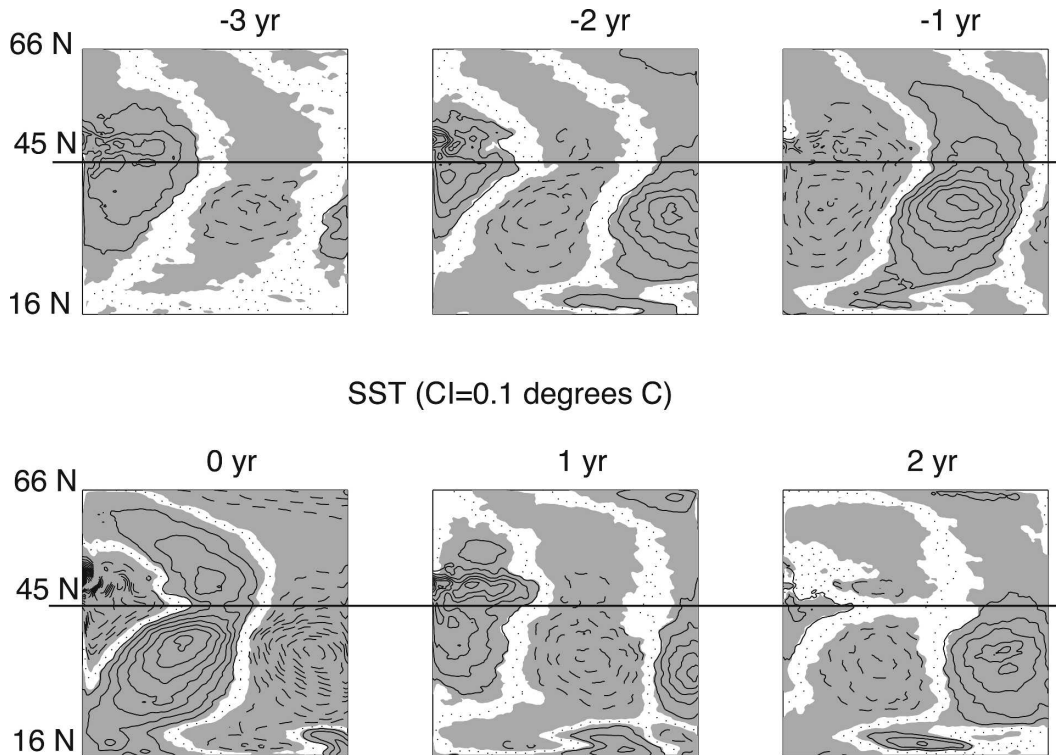 -3 yr -2 yr -1 yr
66 N
45 N
16 N
SST (CI=0.1 degrees C)
0 yr 1 yr 2 yr
66 N
45 N
16 N